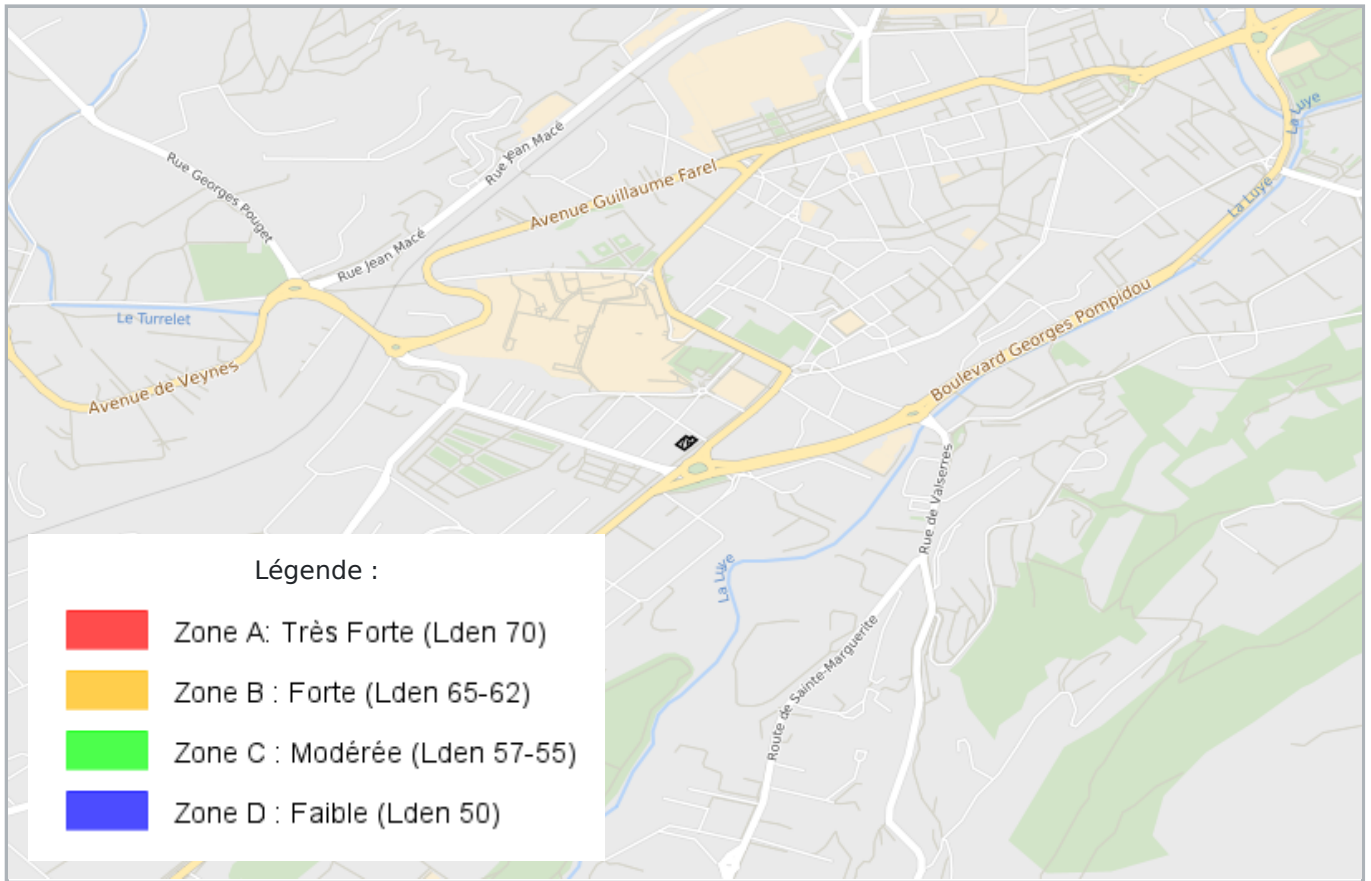 La Luye
Rue Jean Macé
Rue Georges Pouget
Avenue Guillaume Farel
La Luye
Rue Jean Macé
Le Turrelet
Boulevard Georges Pompidou
Avenue de Veynes
Rue de Valserres
La Luye
Route de Sainte-Marguerite
Légende :
Zone A: Très Forte (Lden 70)
Zone B : Forte (Lden 65-62)
Zone C : Modérée (Lden 57-55)
Zone D : Faible (Lden 50)